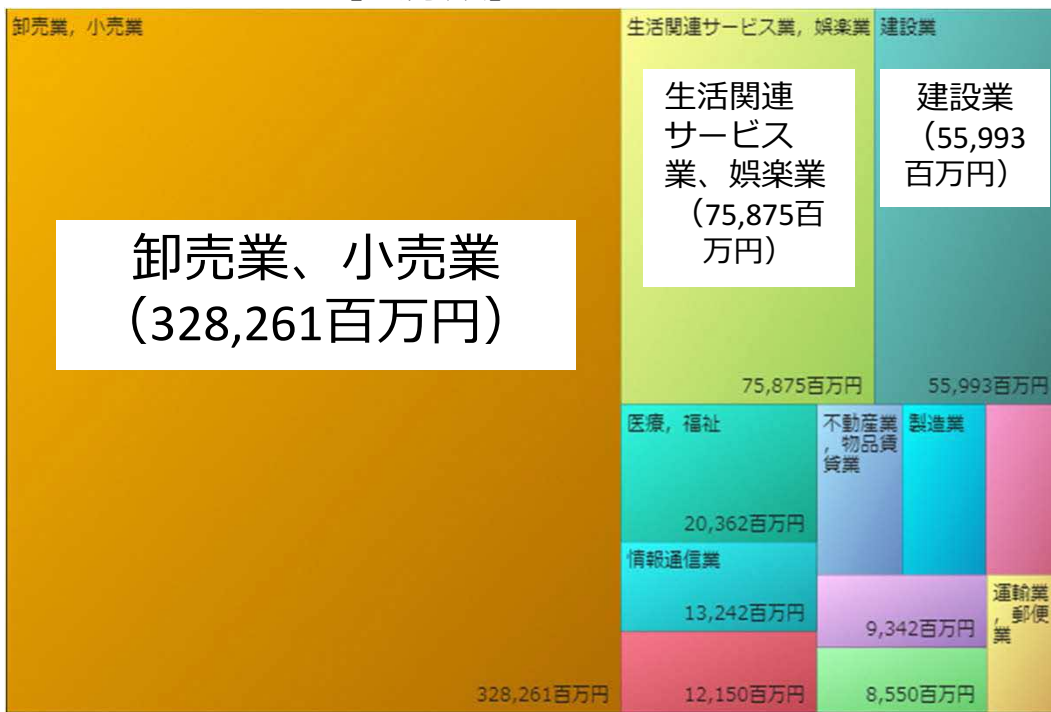 卸売業, 小売業
生活関連サービス業, 娯楽業
建設業
生活関連
サービス
業、娯楽業
（75,875百
万円）
建設業
（55,993
百万円）
卸売業、小売業
（328,261百万円）
75,875百万円
55,993百万円
医療, 福祉
不動産業
, 物品賃
貸業
製造業
20,362百万円
情報通信業
13,242百万円
運輸業
, 郵便
業
9,342百万円
328,261百万円
12,150百万円
8,550百万円